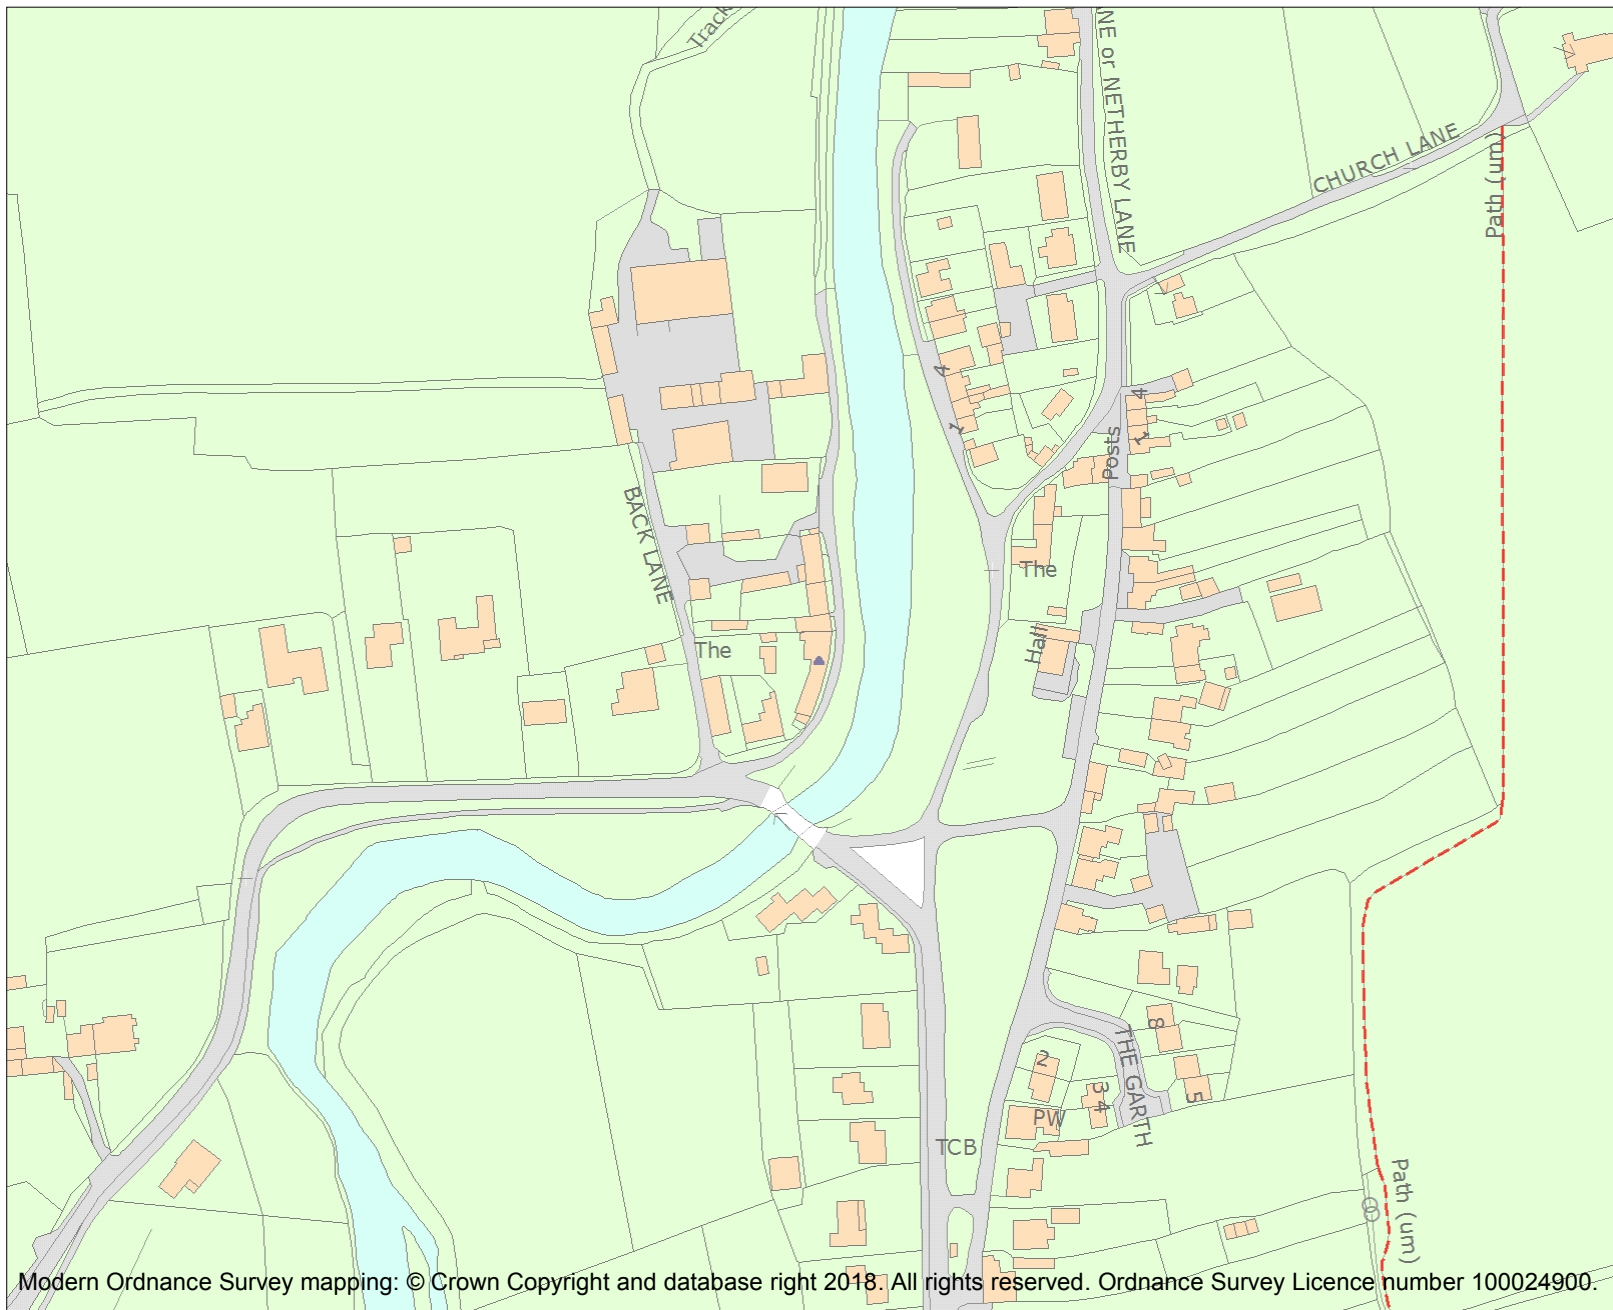 Track
NE or NETHERBY LANE
CHURCH LANE
Path (um)
4
4
1
1
Posts
BACK LANE
The
The
Hall
THE GARTH
8
2
3 4
5
PW
TCB
Path (um)
Modern Ordnance Survey mapping: © Crown Copyright and database right 2018. All rights reserved. Ordnance Survey Licence number 100024900.